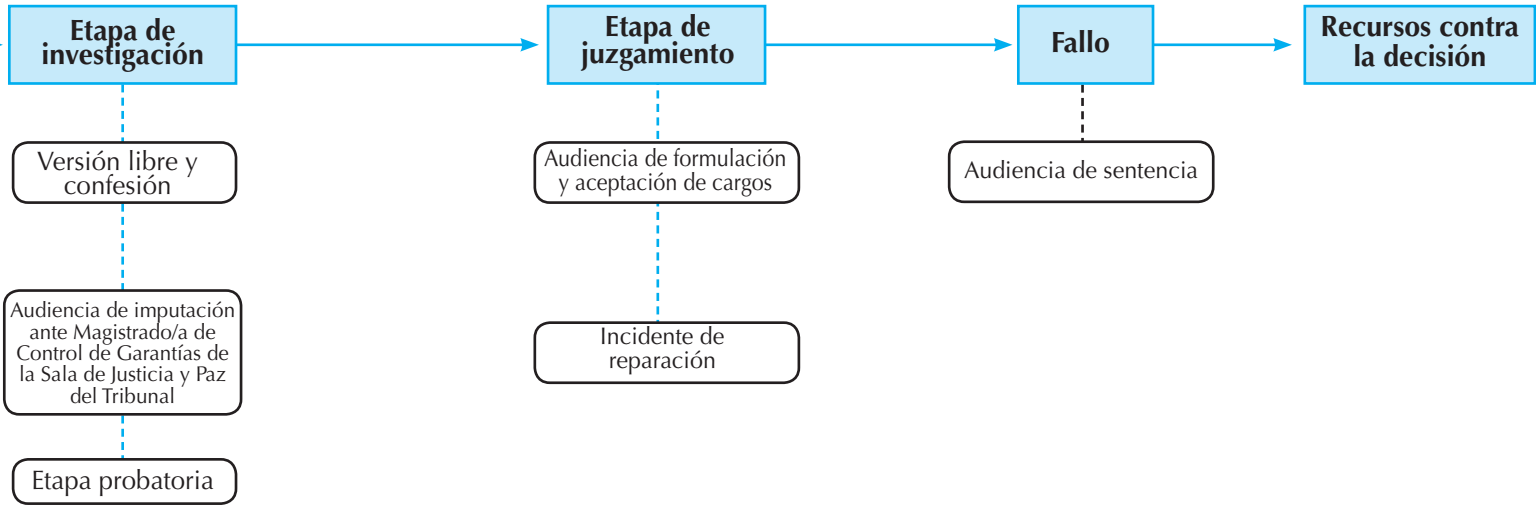 Etapa de
investigación
Etapa de
juzgamiento
Fallo
Recursos contra
la decisión
Versión libre y
confesión
Audiencia de formulación
y aceptación de cargos
Audiencia de sentencia
Audiencia de imputación
ante Magistrado/a de
Control de Garantías de
la Sala de Justicia y Paz
del Tribunal
Incidente de
reparación
Etapa probatoria